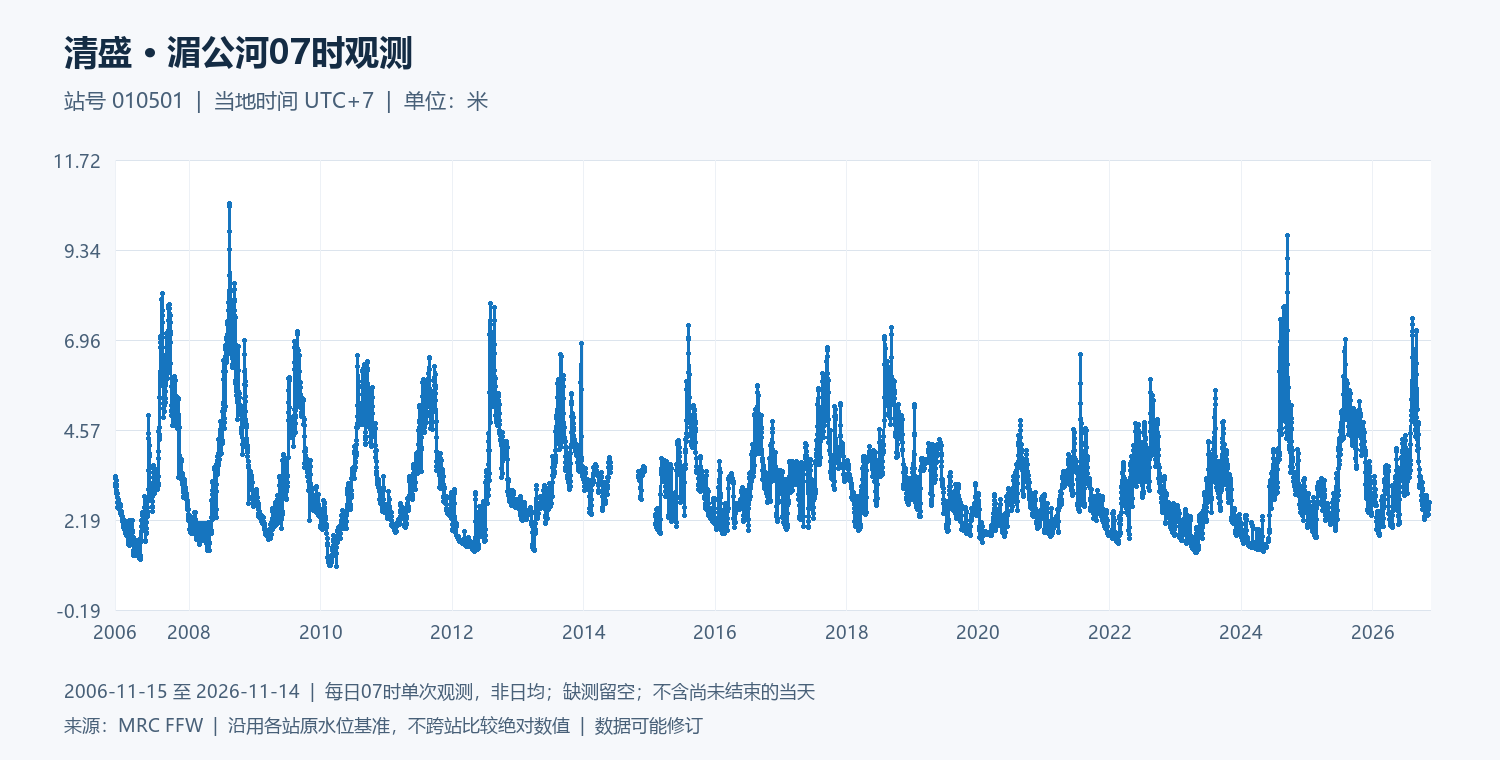 清盛·湄公河07时观测
站号 010501 | 当地时间 UTC+7 | 单位：米
11.72
9.34
6.96
4.57
2.19
-0.19
2006 2008 2010 2012 2014 2016 2018 2020 2022 2024 2026
2006-11-15 至 2026-11-14 | 每日07时单次观测，非日均；缺测留空；不含尚未结束的当天
来源：MRC FFW | 沿用各站原水位基准，不跨站比较绝对数值 | 数据可能修订